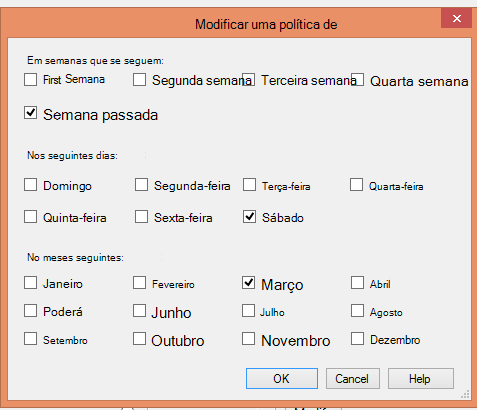 Modificar uma política de
Em semanas que se seguem:
First Semana Segunda semana Terceira semana Quarta semana
Semana passada
Nos seguintes dias:
Domingo Segunda-feira Terça-feira Quarta-feira
Quinta-feira Sexta-feira Sábado
No meses seguintes:
Janeiro Fevereiro Março Abril
Poderá Junho Julho Agosto
Setembro Outubro Novembro Dezembro
OK Cancel Help